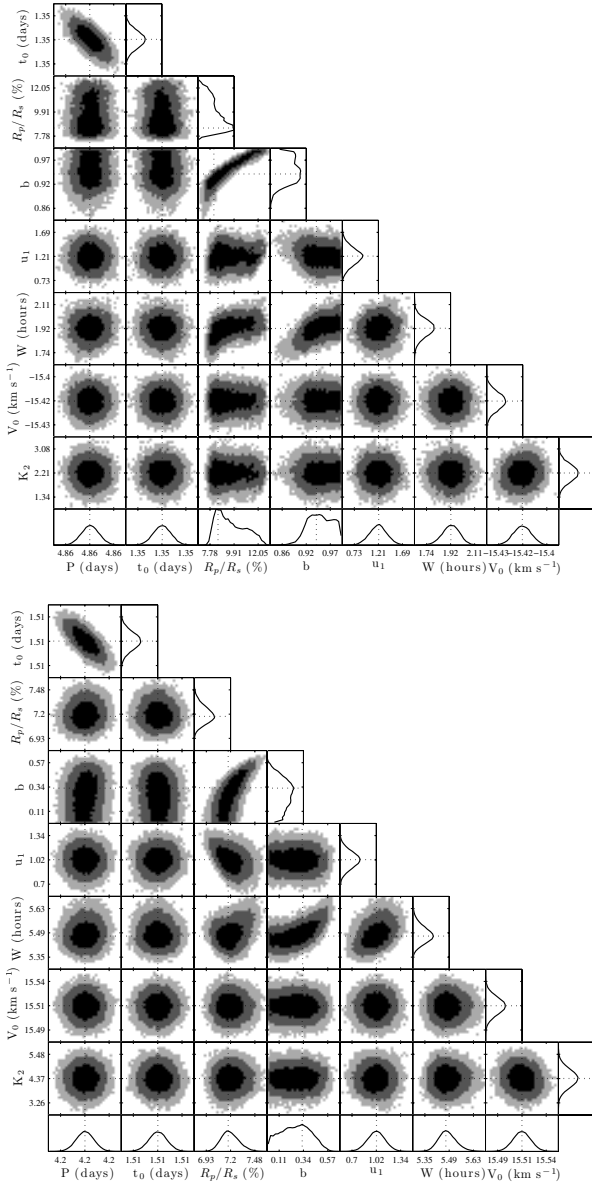 t0 (days)
1.35
1.35
1.35
Rp/Rs (%)
12.05
9.91
7.78
b
0.97
0.92
0.86
u1
1.69
1.21
0.73
W (hours)
2.11
1.92
1.74
V0 (km s−1)
−15.4
−15.42
−15.43
K2
3.08
2.21
1.34
4.86 4.86 4.86 1.35 1.35 1.35 7.78 9.91 12.05 0.86 0.92 0.97 0.73 1.21 1.69 1.74 1.92 2.11 −15.43 −15.42 −15.4
P (days) t0 (days) Rp/Rs (%) b u1 W (hours) V0 (km s−1)
t0 (days)
1.51
1.51
1.51
Rp/Rs (%)
7.48
7.2
6.93
b
0.57
0.34
0.11
u1
1.34
1.02
0.7
W (hours)
5.63
5.49
5.35
V0 (km s−1)
15.54
15.51
15.49
K2
5.48
4.37
3.26
4.2 4.2 4.2 1.51 1.51 1.51 6.93 7.2 7.48 0.11 0.34 0.57 0.7 1.02 1.34 5.35 5.49 5.63 15.49 15.51 15.54
P (days) t0 (days) Rp/Rs (%) b u1 W (hours) V0 (km s−1)